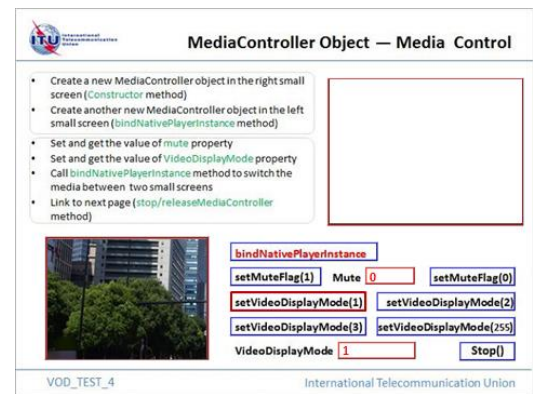 ITU International
Telecommunication
Union
MediaController Object — Media Control
• Create a new MediaController object in the right small
screen (Constructor method)
• Create another new MediaController object in the left
small screen (bindNativePlayerInstance method)
• Set and get the value of mute property
• Set and get the value of VideoDisplayMode property
• Call bindNativePlayerInstance method to switch the
media between two small screens
• Link to next page (stop/releaseMediaController
method)
bindNativePlayerInstance
setMuteFlag(1) Mute 0 setMuteFlag(0)
setVideoDisplayMode(1) setVideoDisplayMode(2)
setVideoDisplayMode(3) setVideoDisplayMode(255)
VideoDisplayMode 1 Stop()
VOD_TEST_4 International Telecommunication Union